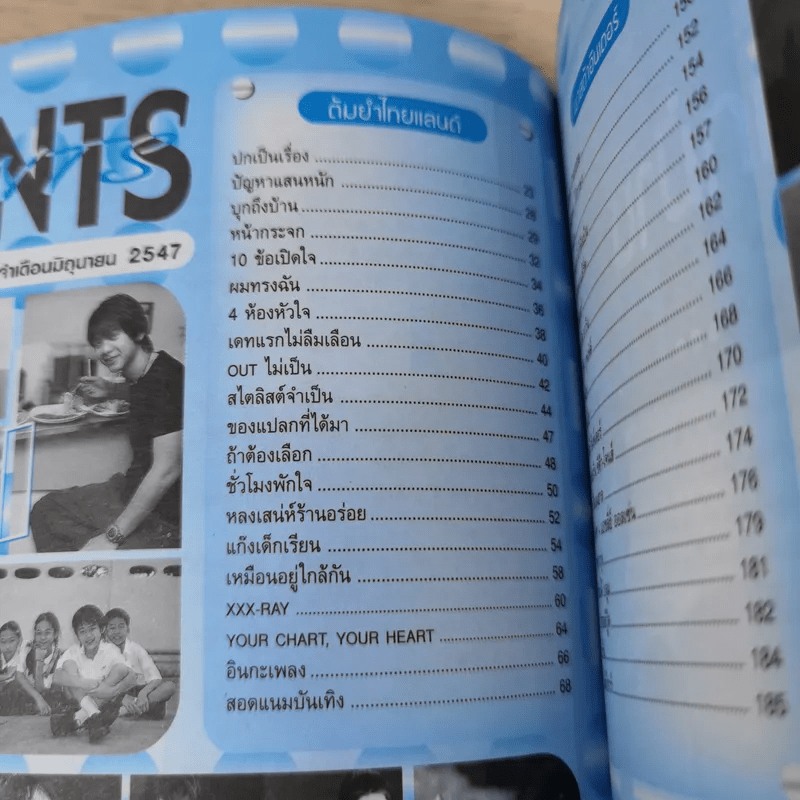 NTS
จำเดือนมิถุนายน 2547
ต้มยำไทยแลนด์
ปกเป็นเรื่อง
ปัญหาแสนหนัก 25
บุกถึงบ้าน 28
หน้ากระจก 29
10 ข้อเปิดใจ 32
ผมทรงฉัน 34
4 ห้องหัวใจ 36
เดทแรกไม่ลืมเลือน 38
OUT ไม่เป็น 40
สไตลิสต์จำเป็น 42
ของแปลกที่ได้มา 44
ถ้าต้องเลือก 47
ชั่วโมงพักใจ 48
หลงเสน่ห์ร้านอร่อย 50
แก๊งเด็กเรียน 52
เหมือนอยู่ใกล้กัน 54
XXX-RAY 58
YOUR CHART, YOUR HEART 60
อินกะเพลง 64
สอดแนมบันเทิง 66
68
152
154
156
157
160
162
164
166
168
170
172
174
176
179
181
182
184
185